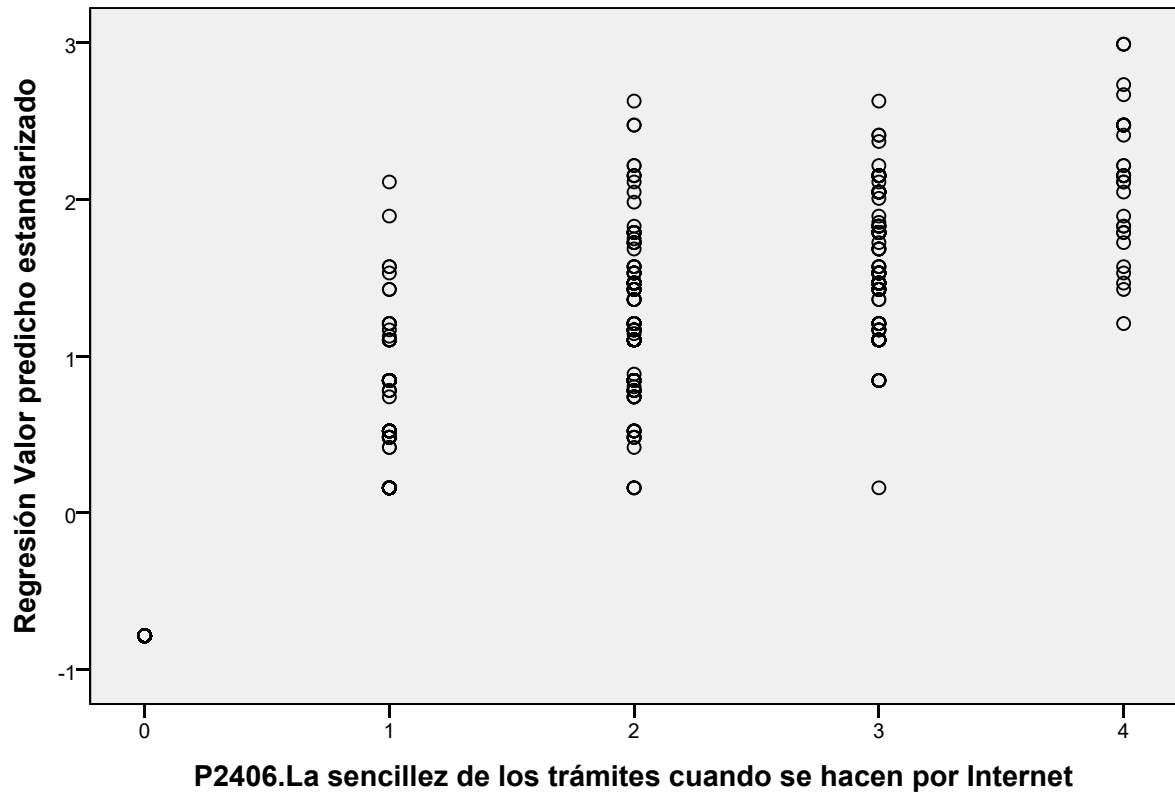 Regresión Valor predicho estandarizado
3
2
1
0
-1
0 1 2 3 4
P2406.La sencillez de los trámites cuando se hacen por Internet